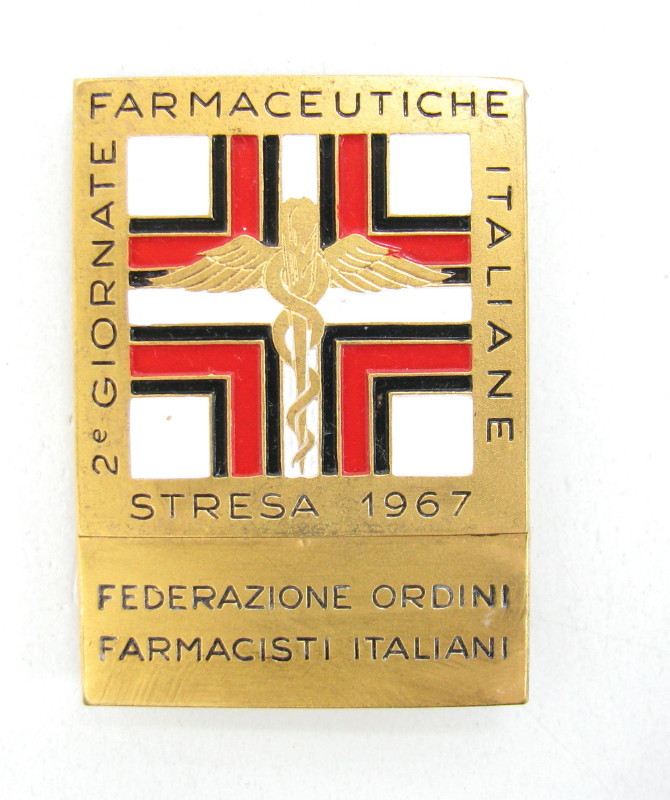 2e GIORNATE
FARMACEUTICHE
ITALIANE
STRESA 1967
FEDERAZIONE ORDINI
FARMACISTI ITALIANI